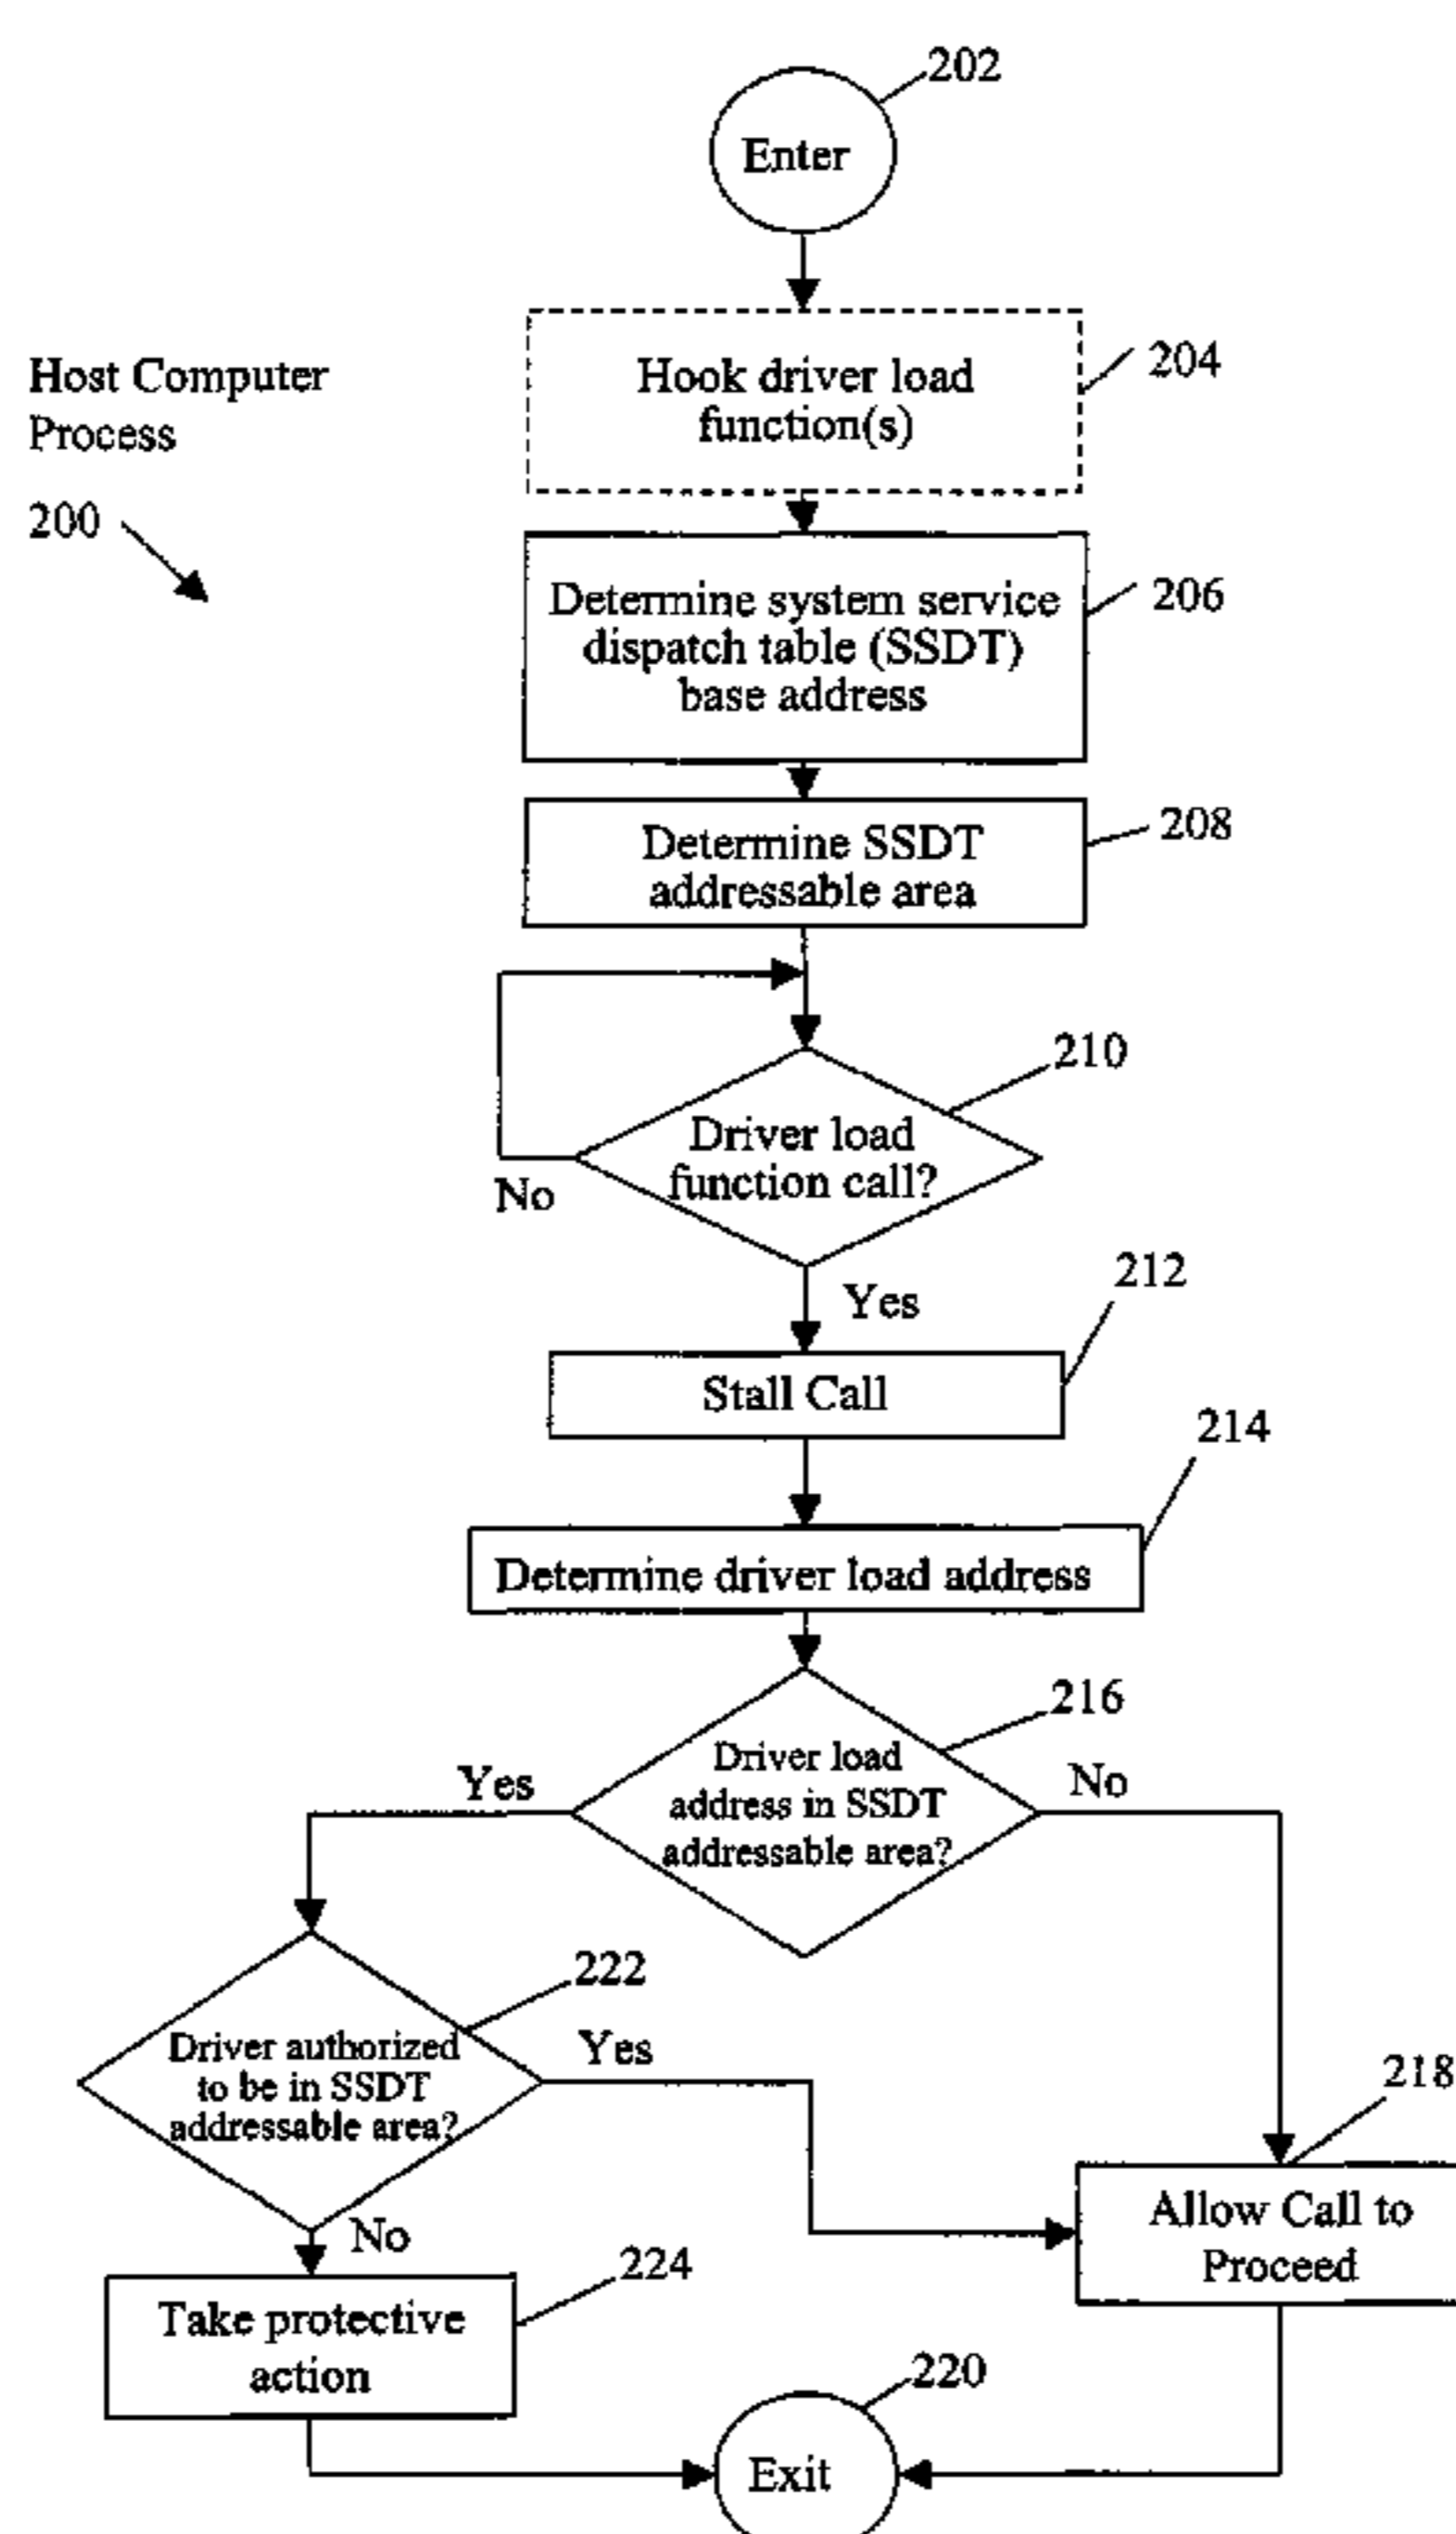 202
Enter
Host Computer
Process
200
Hook driver load
function(s)
204
Determine system service
dispatch table (SSDT)
base address
206
Determine SSDT
addressable area
208
210
Driver load
function call?
No
Yes
212
Stall Call
214
Determine driver load address
216
Driver load
address in SSDT
addressable area?
Yes
No
222
Driver authorized
to be in SSDT
addressable area?
Yes
No
218
Allow Call to
Proceed
224
Take protective
action
220
Exit